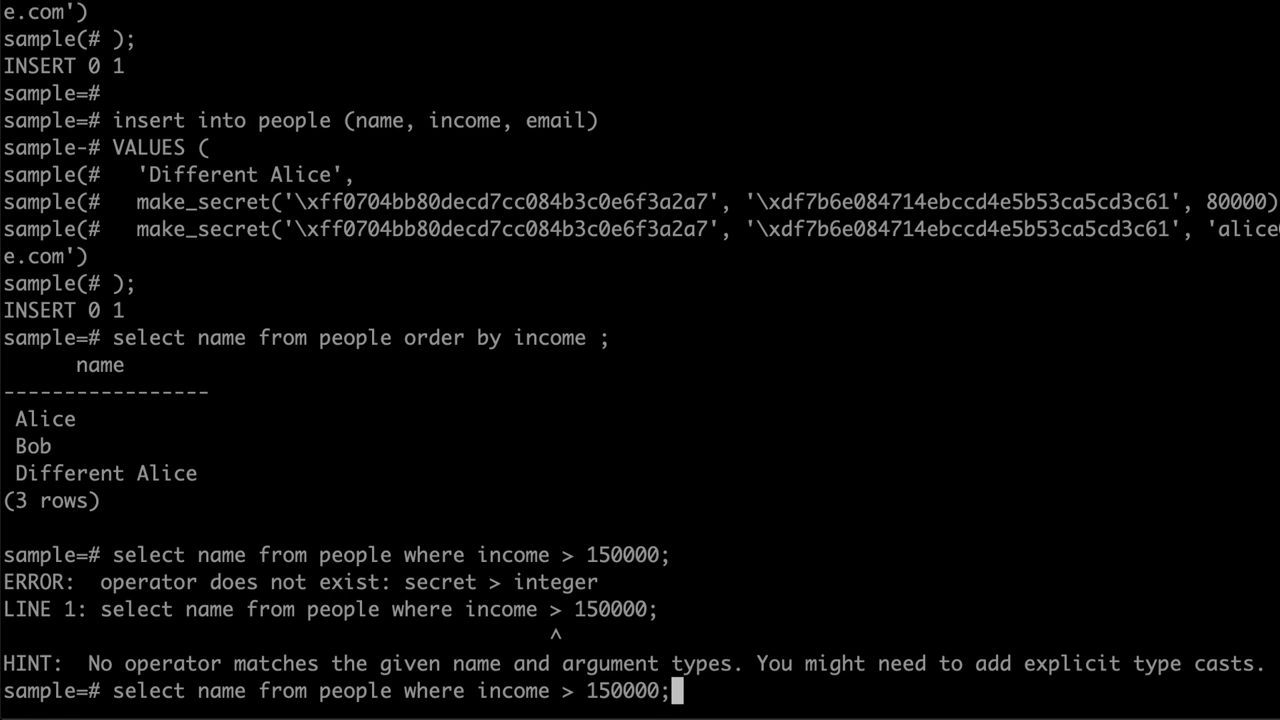 e.com')
sample(# );
INSERT 0 1
sample=#
sample=# insert into people (name, income, email)
sample-# VALUES (
sample(#   'Different Alice',
sample(#   make_secret('\xff0704bb80decd7cc084b3c0e6f3a2a7', '\xdf7b6e084714ebccd4e5b53ca5cd3c61', 80000)
sample(#   make_secret('\xff0704bb80decd7cc084b3c0e6f3a2a7', '\xdf7b6e084714ebccd4e5b53ca5cd3c61', 'alice
e.com')
sample(# );
INSERT 0 1
sample=# select name from people order by income ;
      name
-----------------
 Alice
 Bob
 Different Alice
(3 rows)
sample=# select name from people where income > 150000;
ERROR:  operator does not exist: secret > integer
LINE 1: select name from people where income > 150000;
                                             ^
HINT:  No operator matches the given name and argument types. You might need to add explicit type casts.
sample=# select name from people where income > 150000;